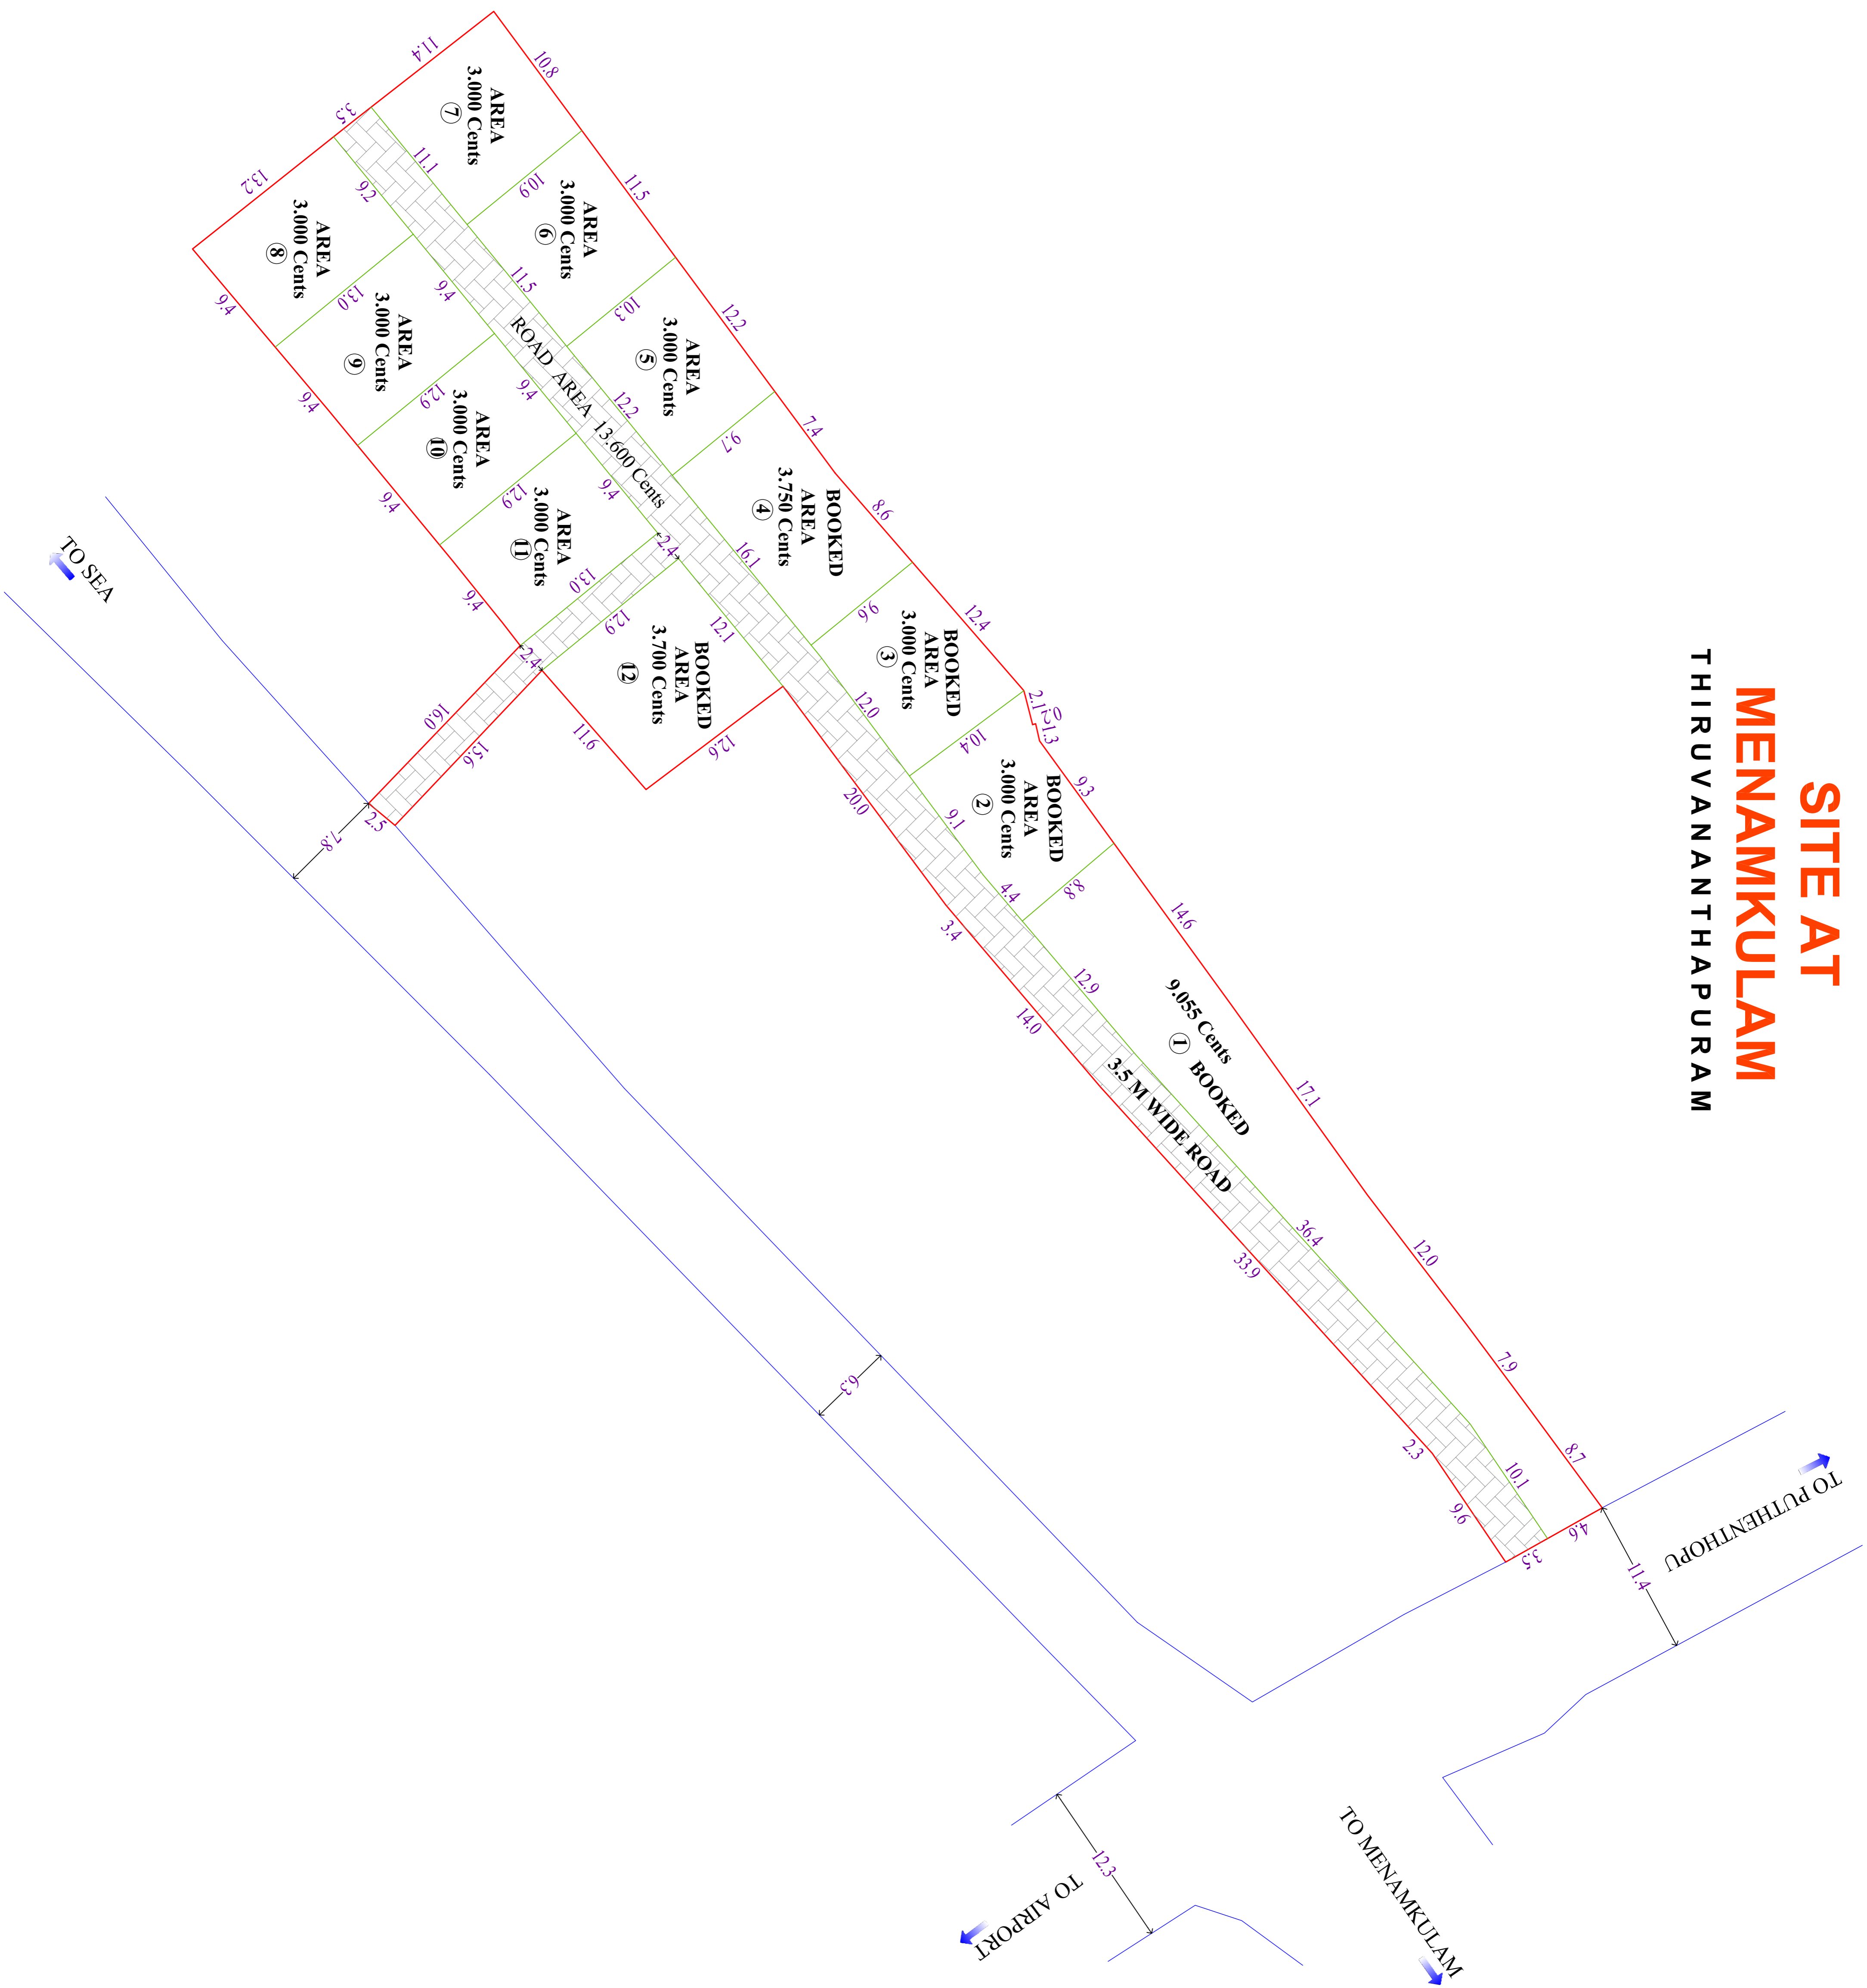 SITE AT
MENAMKULAM
THIRUVANANTHAPURAM
AREA
3.000 Cents
7
AREA
3.000 Cents
6
AREA
3.000 Cents
5
BOOKED
AREA
3.750 Cents
4
BOOKED
AREA
3.000 Cents
3
BOOKED
AREA
3.000 Cents
2
9.055 Cents
1 BOOKED
AREA
3.000 Cents
8
AREA
3.000 Cents
9
AREA
3.000 Cents
10
AREA
3.000 Cents
11
BOOKED
AREA
3.700 Cents
12
ROAD AREA 13.600 Cents
3.5 M WIDE ROAD
TO SEA
TO PUTHENTHOPU
TO MENAMKULAM
TO AIRPORT
11.4
10.8
11.5
12.2
7.4
8.6
12.4
2.1
1.3
9.3
14.6
17.1
12.0
7.9
8.7
4.6
3.5
11.4
3.5
11.1
10.9
11.5
10.3
12.2
9.7
16.1
9.6
12.0
10.4
9.1
8.8
4.4
12.9
36.4
10.1
13.2
9.2
13.0
9.4
12.9
9.4
12.9
9.4
13.0
2.4
12.9
12.1
12.6
20.0
3.4
14.0
33.9
2.3
9.6
9.4
9.4
9.4
9.4
2.4
11.6
16.0
15.6
2.5
7.8
6.3
12.3